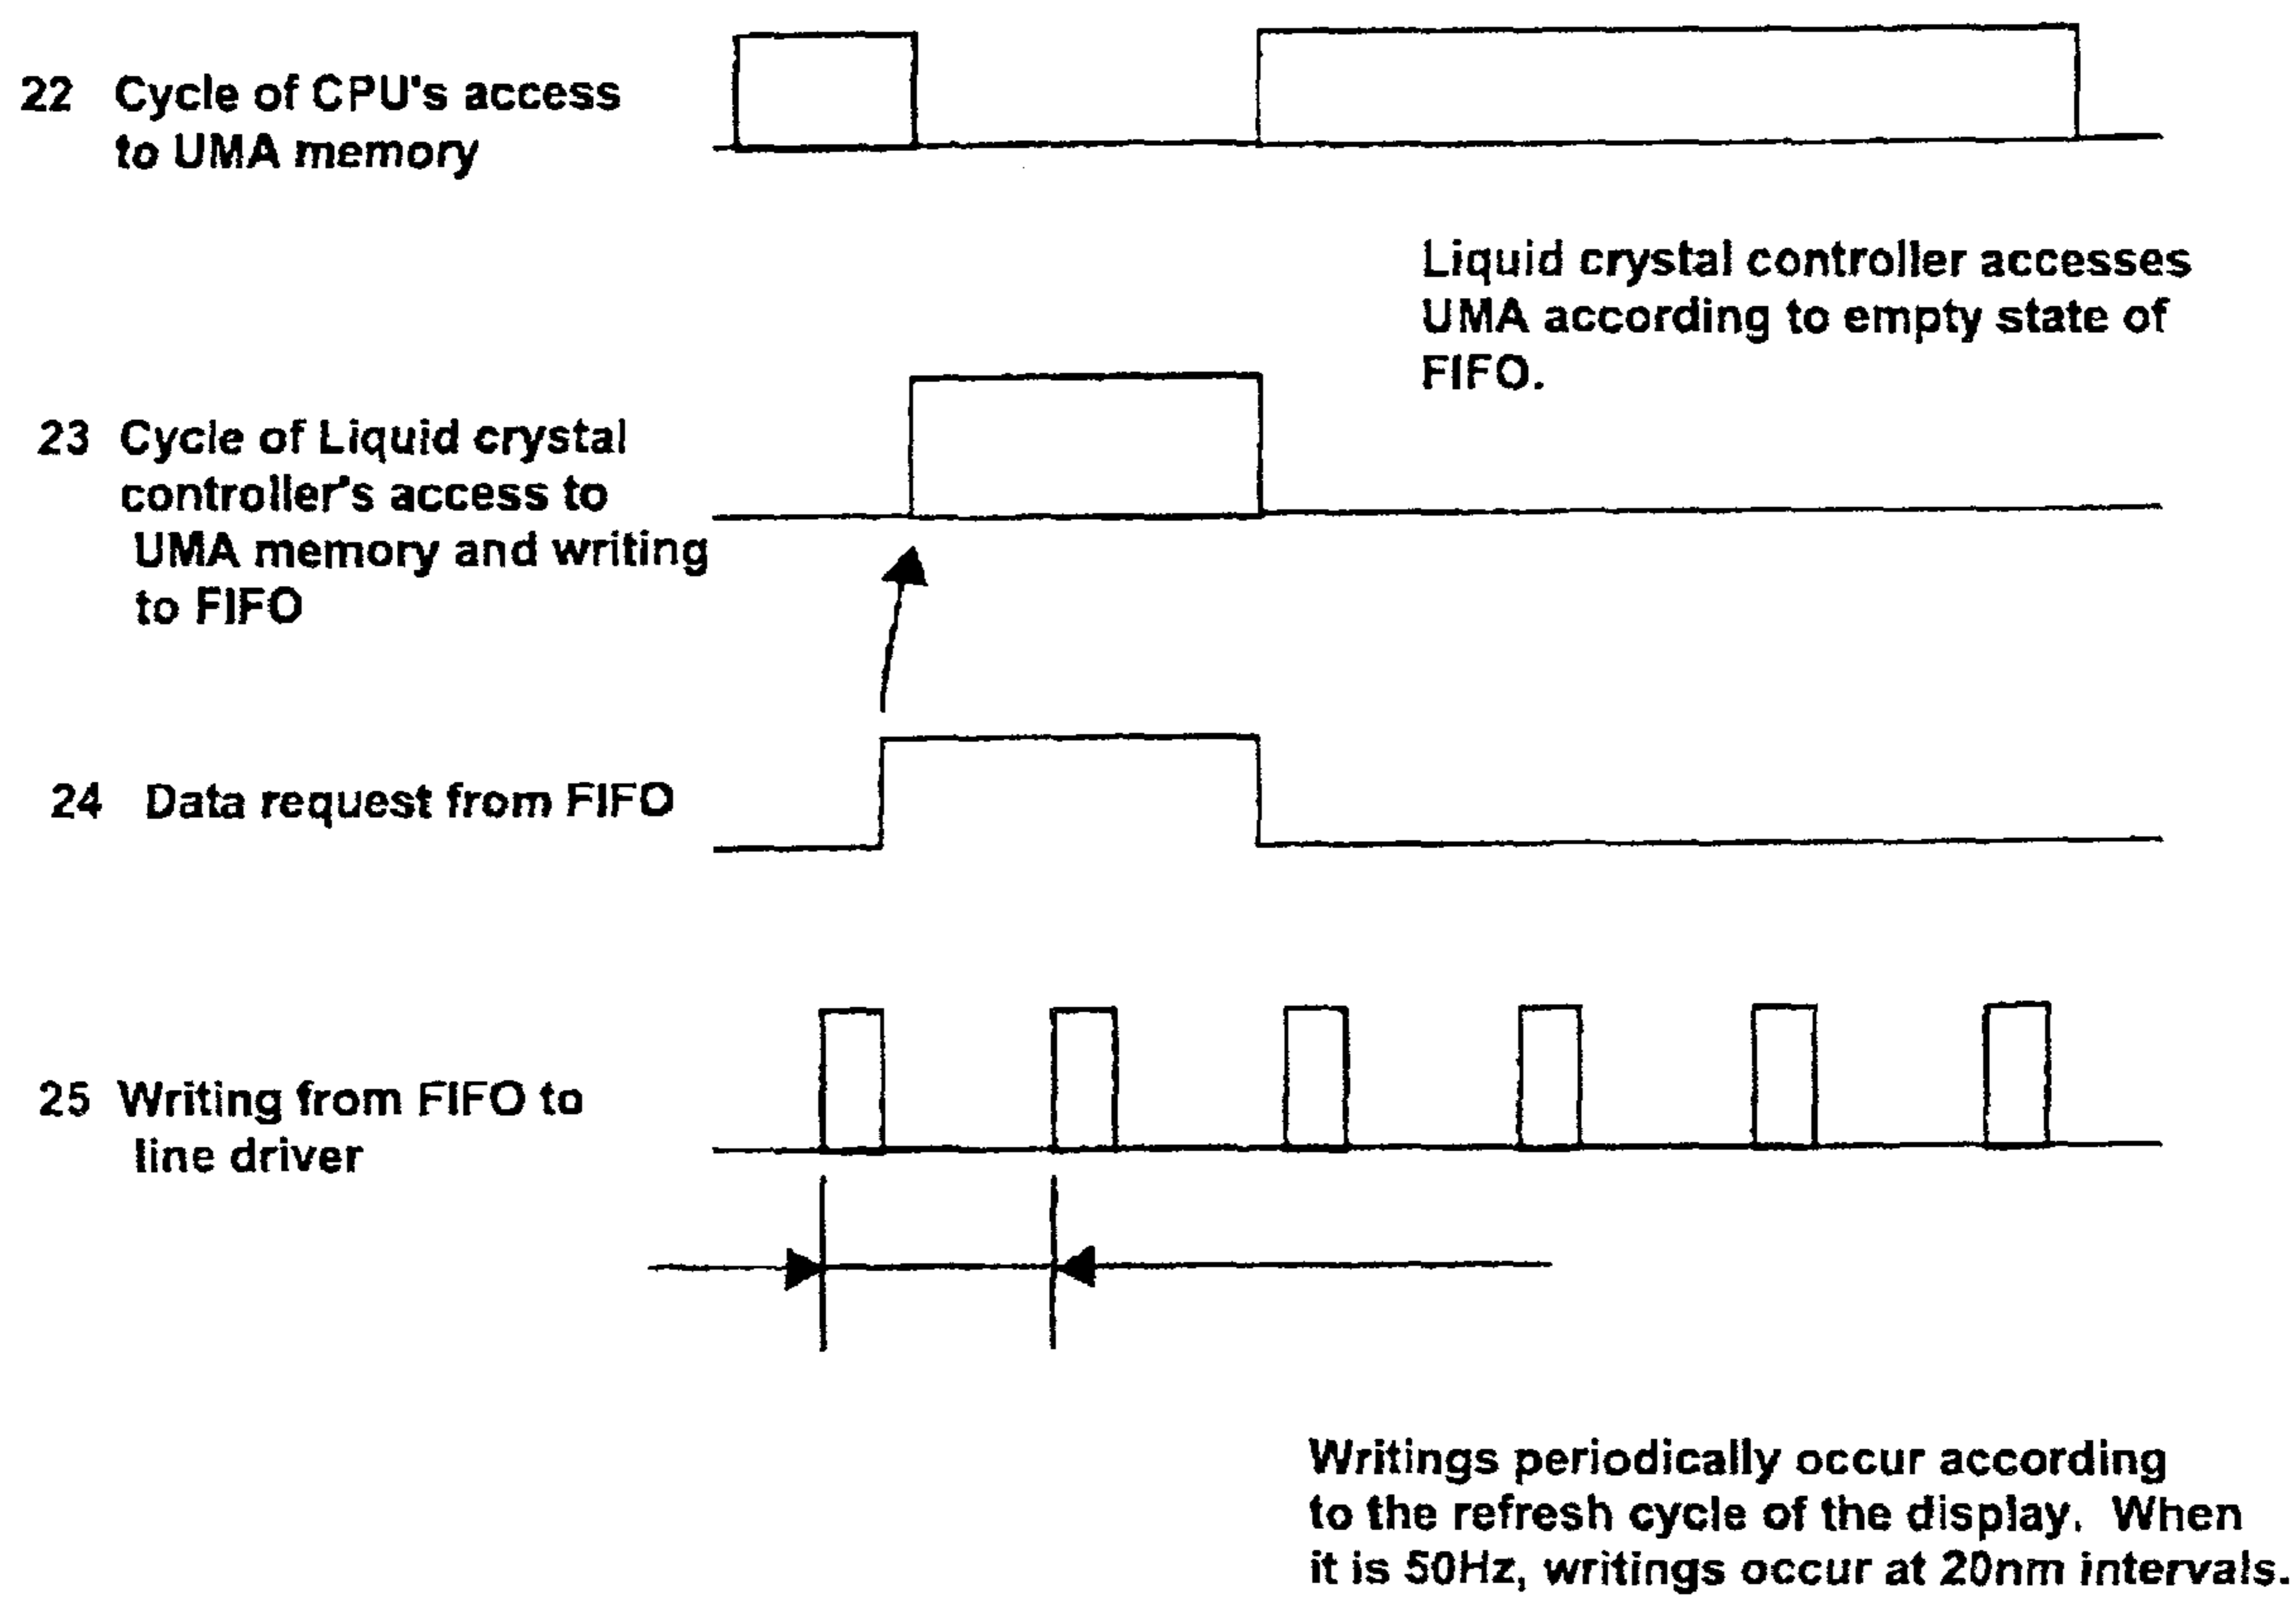 22 Cycle of CPU's access
to UMA memory
Liquid crystal controller accesses
UMA according to empty state of
FIFO.
23 Cycle of Liquid crystal
controller's access to
UMA memory and writing
to FIFO
24 Data request from FIFO
25 Writing from FIFO to
line driver
Writings periodically occur according
to the refresh cycle of the display. When
it is 50Hz, writings occur at 20nm intervals.